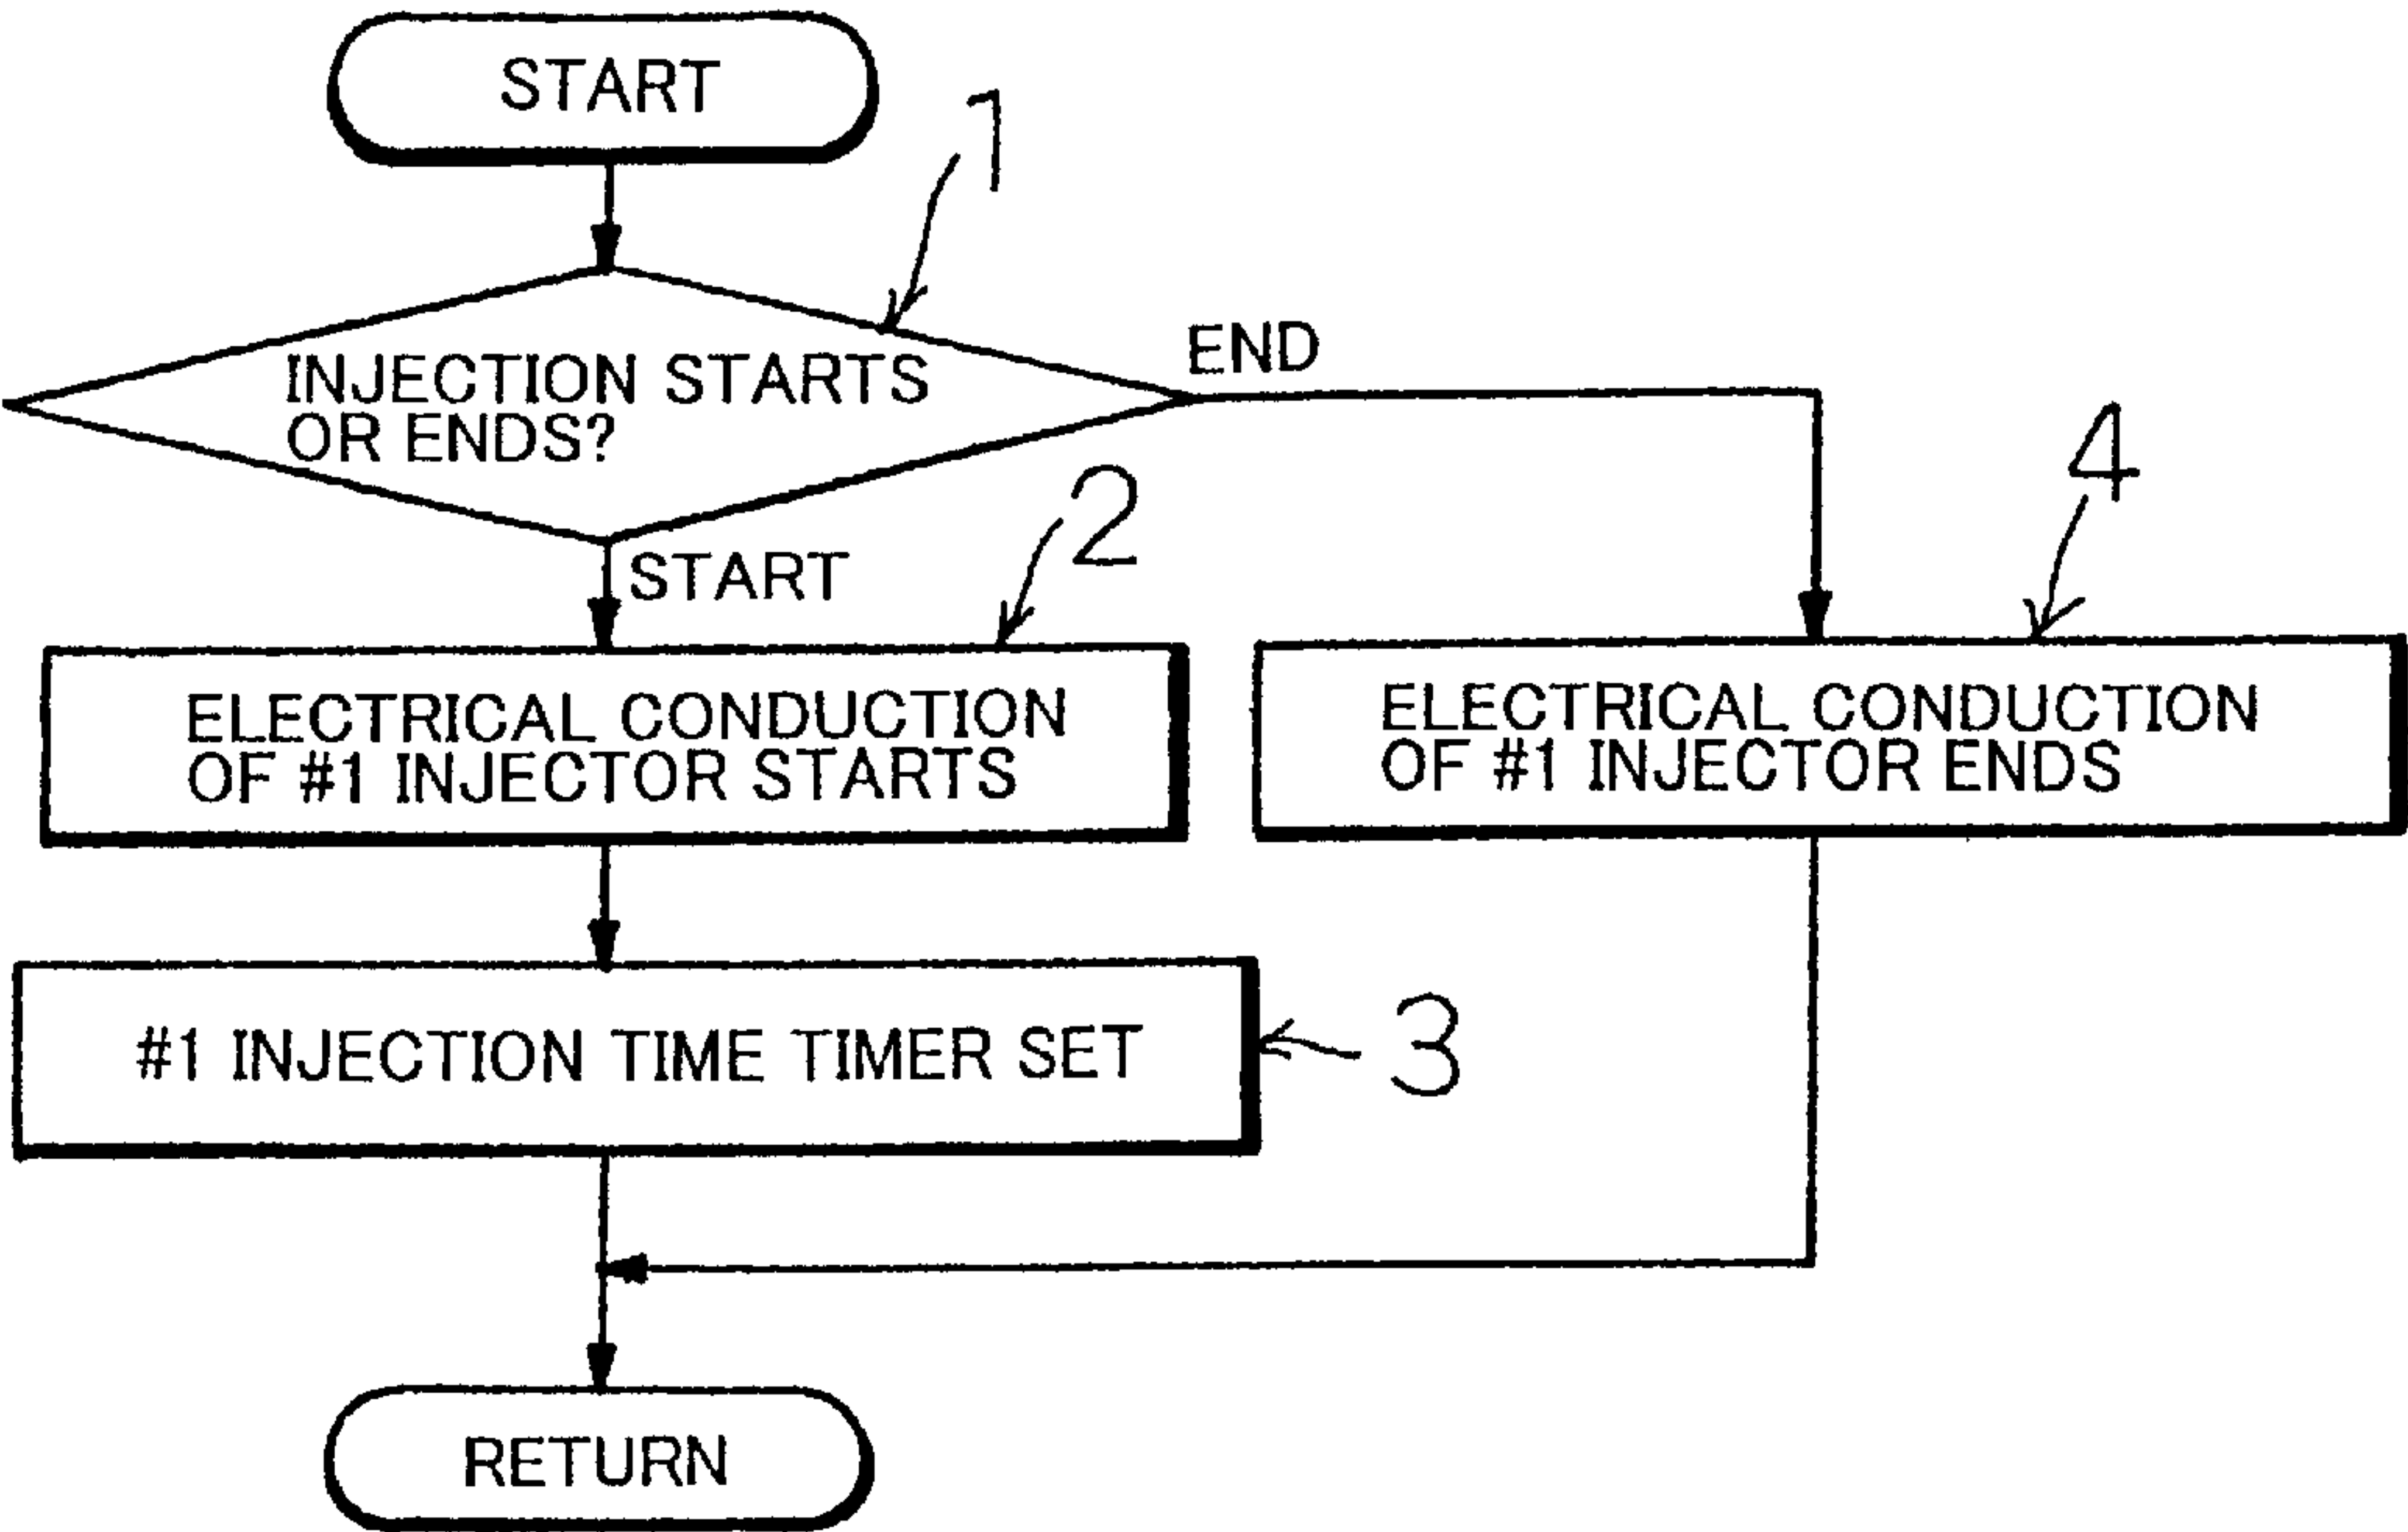 START
1
INJECTION STARTS
OR ENDS?
END
START
2
4
ELECTRICAL CONDUCTION
OF #1 INJECTOR STARTS
ELECTRICAL CONDUCTION
OF #1 INJECTOR ENDS
#1 INJECTION TIME TIMER SET
3
RETURN